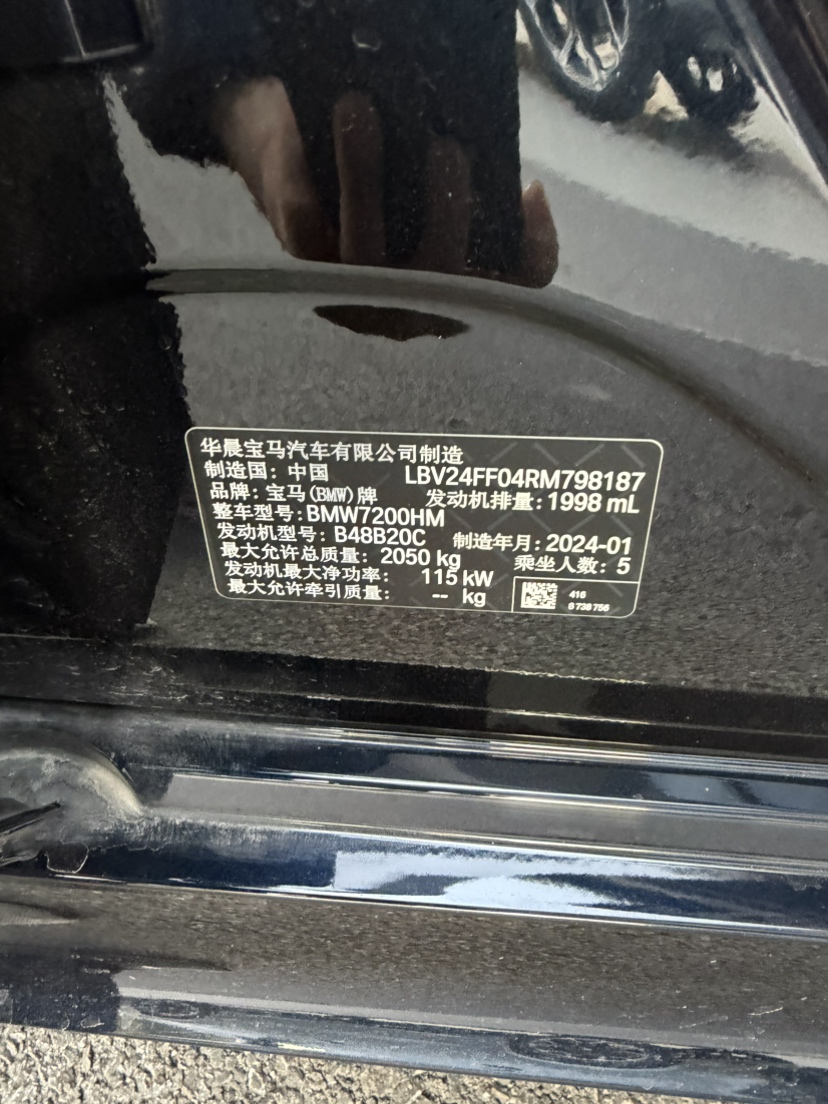 华晨宝马汽车有限公司制造
制造国：中国 LBV24FF04RM798187
品牌：宝马(BMW)牌 发动机排量：1998 mL
整车型号：BMW7200HM
发动机型号：B48B20C 制造年月：2024-01
最大允许总质量：2050 kg 乘坐人数：5
发动机最大净功率：115 kW
最大允许牵引质量：-- kg
416
8 738 756